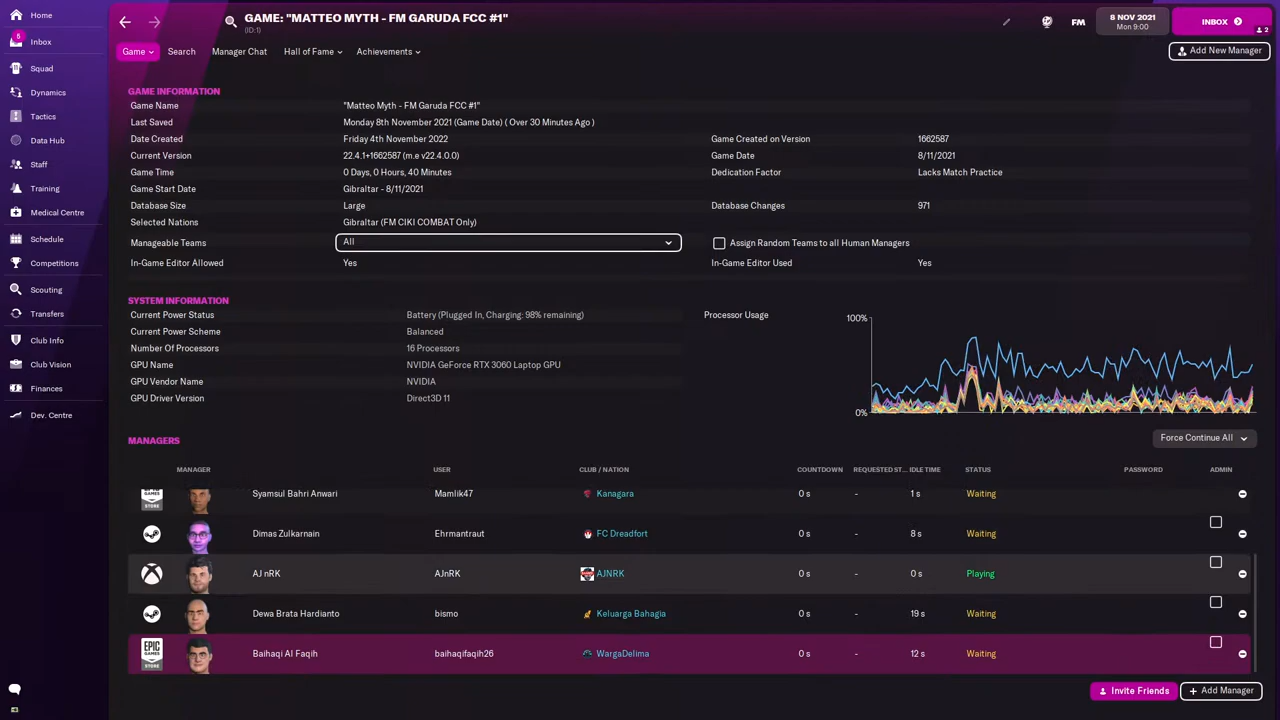 GAME: "MATTEO MYTH - FM GARUDA FCC #1"
(ID:1)
FM
8 NOV 2021
Mon 9:00
INBOX
2
Home
5
Inbox
Squad
Dynamics
Tactics
Data Hub
Staff
Training
Medical Centre
Schedule
Competitions
Scouting
Transfers
Club Info
Club Vision
Finances
Dev. Centre
Game
Search
Manager Chat
Hall of Fame
Achievements
Add New Manager
GAME INFORMATION
Game Name "Matteo Myth - FM Garuda FCC #1"
Last Saved Monday 8th November 2021 (Game Date) ( Over 30 Minutes Ago )
Date Created Friday 4th November 2022 Game Created on Version 1662587
Current Version 22.4.1+1662587 (m.e v22.4.0.0) Game Date 8/11/2021
Game Time 0 Days, 0 Hours, 40 Minutes Dedication Factor Lacks Match Practice
Game Start Date Gibraltar - 8/11/2021
Database Size Large Database Changes 971
Selected Nations Gibraltar (FM CIKI COMBAT Only)
Manageable Teams All Assign Random Teams to all Human Managers
In-Game Editor Allowed Yes In-Game Editor Used Yes
SYSTEM INFORMATION
Current Power Status Battery (Plugged In, Charging: 98% remaining)
Current Power Scheme Balanced
Number Of Processors 16 Processors
GPU Name NVIDIA GeForce RTX 3060 Laptop GPU
GPU Vendor Name NVIDIA
GPU Driver Version Direct3D 11
Processor Usage
100%
0%
MANAGERS
Force Continue All
MANAGER USER CLUB / NATION COUNTDOWN REQUESTED ST... IDLE TIME STATUS PASSWORD ADMIN
EPIC GAMES STORE Syamsul Bahri Anwari Mamlik47 Kanagara 0 s - 1 s Waiting
Dimas Zulkarnain Ehrmantraut FC Dreadfort 0 s - 8 s Waiting
AJ nRK AJnRK AJNRK 0 s - 0 s Playing
Dewa Brata Hardianto bismo Keluarga Bahagia 0 s - 19 s Waiting
EPIC GAMES STORE Baihaqi Al Faqih baihaqifaqih26 WargaDelima 0 s - 12 s Waiting
Invite Friends
Add Manager